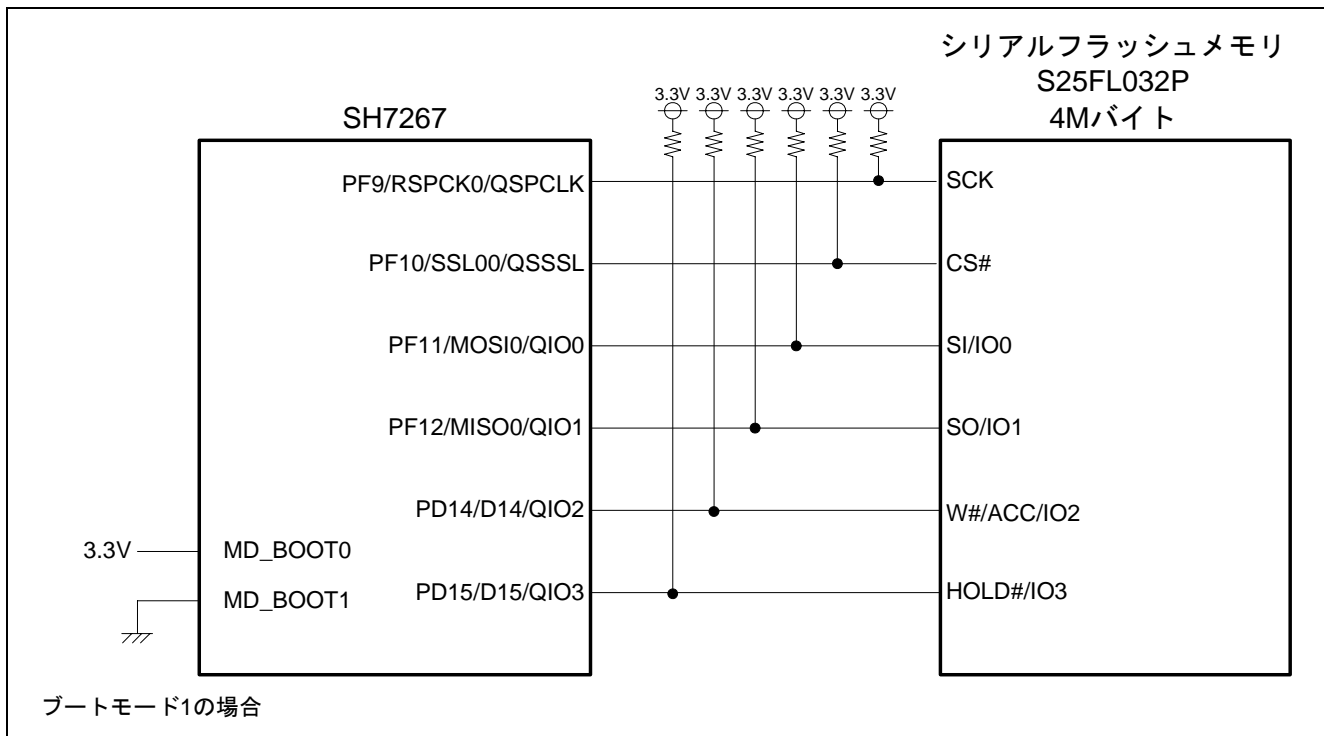 シリアルフラッシュメモリ
S25FL032P
4Mバイト
SH7267
3.3V 3.3V 3.3V 3.3V 3.3V 3.3V
PF9/RSPCK0/QSPCLK
SCK
PF10/SSL00/QSSSL
CS#
PF11/MOSI0/QIO0
SI/IO0
PF12/MISO0/QIO1
SO/IO1
PD14/D14/QIO2
W#/ACC/IO2
3.3V
MD_BOOT0
PD15/D15/QIO3
HOLD#/IO3
MD_BOOT1
ブートモード1の場合